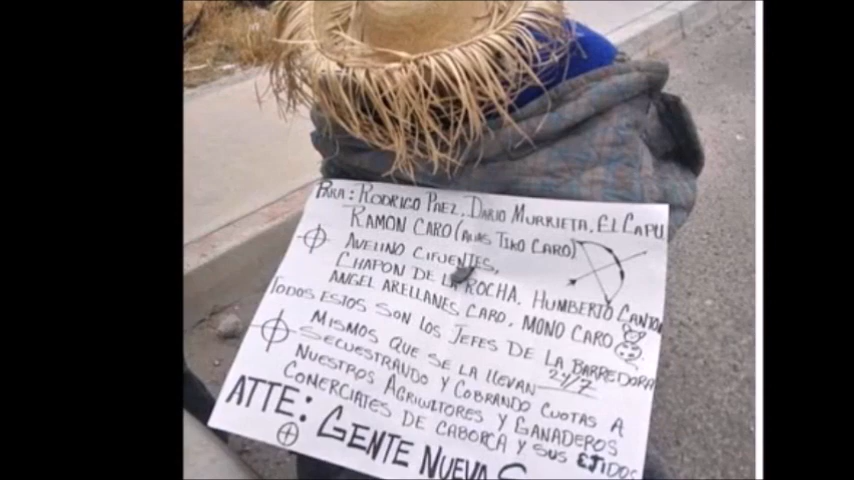 PARA: RODRIGO PAEZ, DARIO MURRIETA, EL CAPU
RAMON CARO (ALIAS TIKO CARO)
AVELINO CIFUENTES,
CHAPON DE LA ROCHA, HUMBERTO CANTON
ANGEL ARELLANES CARO, MONO CARO
TODOS ESTOS SON LOS JEFES DE LA BARREDORA
24/7
MISMOS QUE SE LA LLEVAN
SECUESTRANDO Y COBRANDO CUOTAS A
NUESTROS AGRICULTORES Y GANADEROS
COMERCIATES DE CABORCA Y SUS EJIDOS
ATTE: GENTE NUEVA